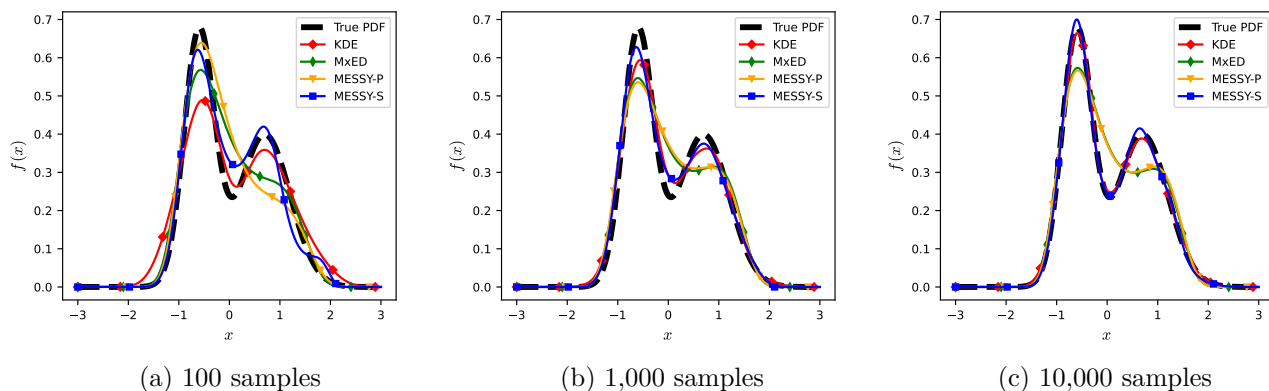 0.7
0.6
0.5
0.4
0.3
0.2
0.1
0.0
f(x)
−3 −2 −1 0 1 2 3
x
True PDF
KDE
MxED
MESSY-P
MESSY-S
(a) 100 samples
0.7
0.6
0.5
0.4
0.3
0.2
0.1
0.0
f(x)
−3 −2 −1 0 1 2 3
x
True PDF
KDE
MxED
MESSY-P
MESSY-S
(b) 1,000 samples
0.7
0.6
0.5
0.4
0.3
0.2
0.1
0.0
f(x)
−3 −2 −1 0 1 2 3
x
True PDF
KDE
MxED
MESSY-P
MESSY-S
(c) 10,000 samples